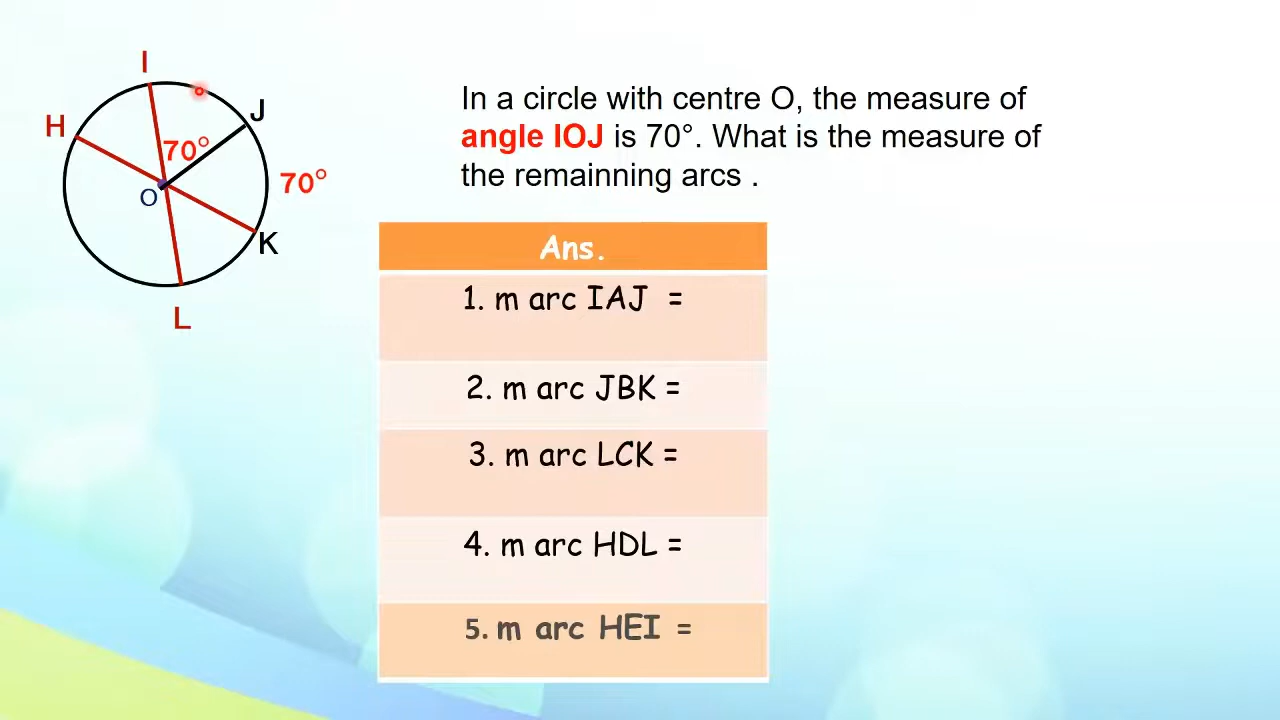 I
H
J
70°
70°
O
K
L
In a circle with centre O, the measure of
angle IOJ is 70°. What is the measure of
the remainning arcs .
Ans.
1. m arc IAJ =
2. m arc JBK =
3. m arc LCK =
4. m arc HDL =
5. m arc HEI =